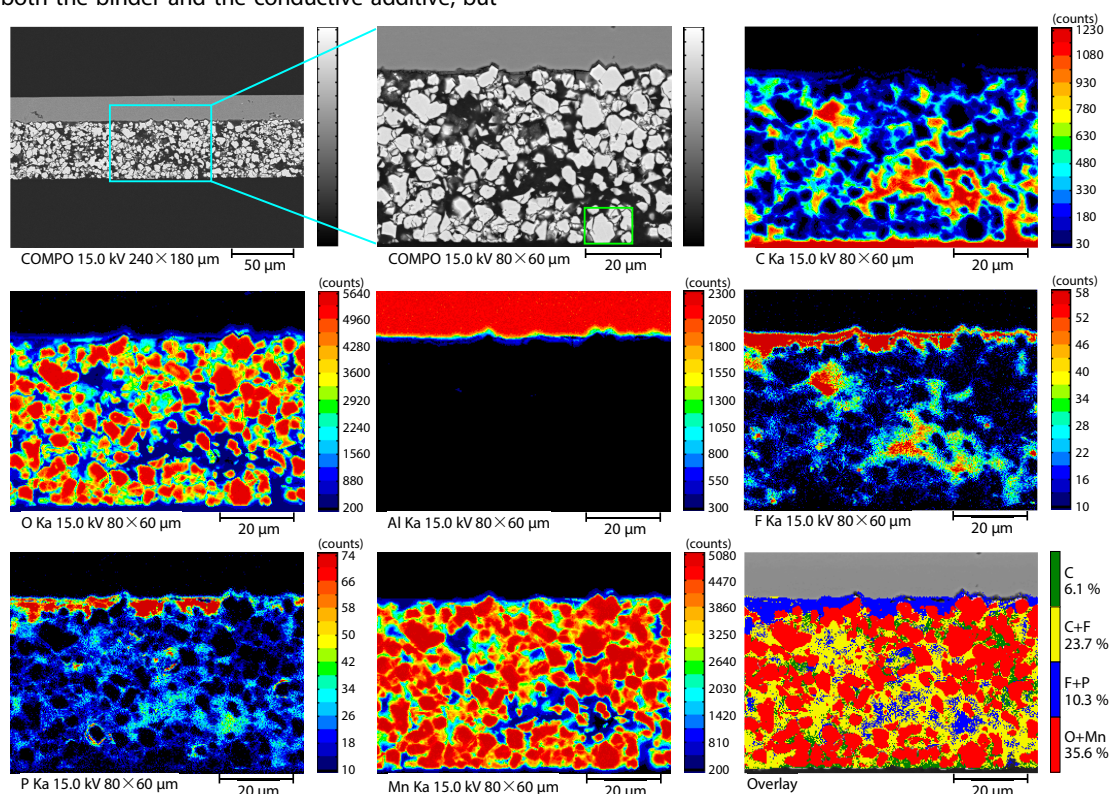 both the binder and the conductive additive, but
COMPO 15.0 kV 240×180 µm
50 µm
COMPO 15.0 kV 80×60 µm
20 µm
(counts)
1230
1080
930
780
630
480
330
180
30
C Ka 15.0 kV 80×60 µm
20 µm
(counts)
5640
4960
4280
3600
2920
2240
1560
880
200
O Ka 15.0 kV 80×60 µm
20 µm
(counts)
2300
2050
1800
1550
1300
1050
800
550
300
Al Ka 15.0 kV 80×60 µm
20 µm
(counts)
58
52
46
40
34
28
22
16
10
F Ka 15.0 kV 80×60 µm
20 µm
(counts)
74
66
58
50
42
34
26
18
10
P Ka 15.0 kV 80×60 µm
20 µm
(counts)
5080
4470
3860
3250
2640
2030
1420
810
200
Mn Ka 15.0 kV 80×60 µm
20 µm
C
6.1 %
C+F
23.7 %
F+P
10.3 %
O+Mn
35.6 %
Overlay
20 µm